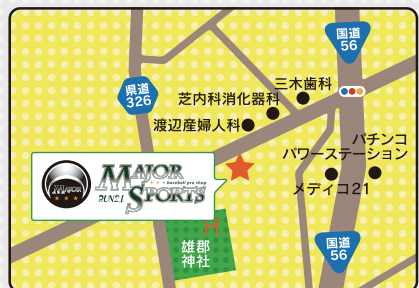 国道
56
県道
326
三木歯科
芝内科消化器科
渡辺産婦人科
パチンコ
パワーステーション
メディコ21
MAJOR
MAJOR
baseball pro shop
SPORTS
雄郡
神社
国道
56